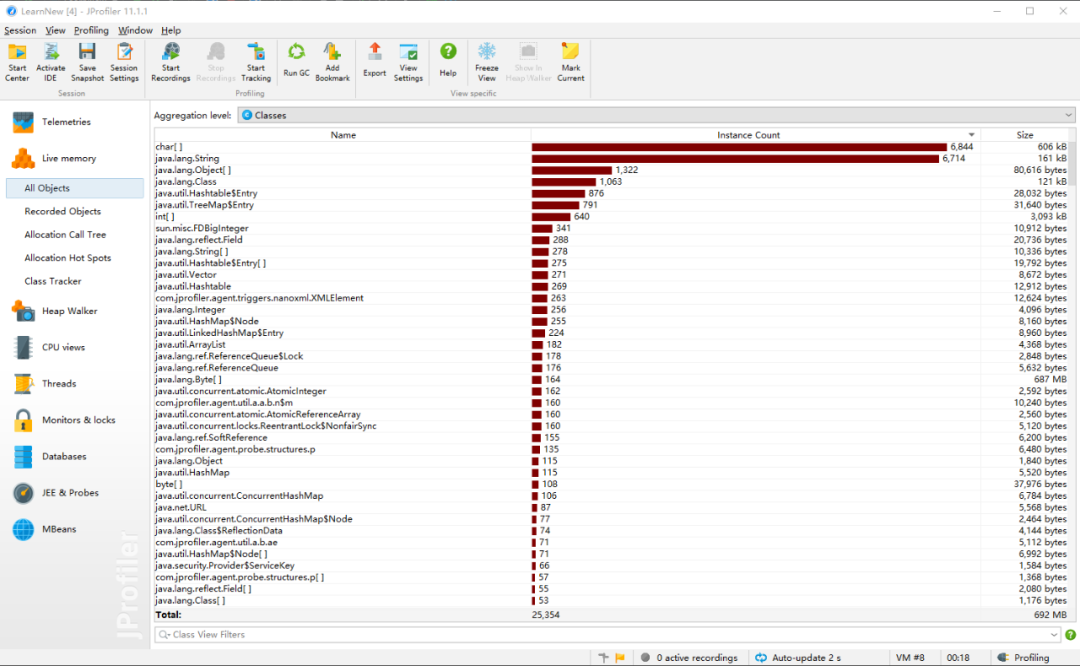 LearnNew [4] - JProfiler 11.1.1
Session View Profiling Window Help
Start Center
Activate IDE
Save Snapshot
Session Settings
Start Recordings
Stop Recordings
Start Tracking
Run GC
Add Bookmark
Export
View Settings
Help
Freeze View
Show In Heap Walker
Mark Current
Session
Profiling
View specific
Telemetries
Live memory
All Objects
Recorded Objects
Allocation Call Tree
Allocation Hot Spots
Class Tracker
Heap Walker
CPU views
Threads
Monitors & locks
Databases
JEE & Probes
MBeans
JProfiler
Aggregation level: Classes
Name Instance Count Size
char[ ] 6,844 606 kB
java.lang.String 6,714 161 kB
java.lang.Object[ ] 1,322 80,616 bytes
java.lang.Class 1,063 121 kB
java.util.Hashtable$Entry 876 28,032 bytes
java.util.TreeMap$Entry 791 31,640 bytes
int[ ] 640 3,093 kB
sun.misc.FDBigInteger 341 10,912 bytes
java.lang.reflect.Field 288 20,736 bytes
java.lang.String[ ] 278 10,336 bytes
java.util.Hashtable$Entry[ ] 275 19,792 bytes
java.util.Vector 271 8,672 bytes
java.util.Hashtable 269 12,912 bytes
com.jprofiler.agent.triggers.nanoxml.XMLElement 263 12,624 bytes
java.lang.Integer 256 4,096 bytes
java.util.HashMap$Node 255 8,160 bytes
java.util.LinkedHashMap$Entry 224 8,960 bytes
java.util.ArrayList 182 4,368 bytes
java.lang.ref.ReferenceQueue$Lock 178 2,848 bytes
java.lang.ref.ReferenceQueue 176 5,632 bytes
java.lang.Byte[ ] 164 687 MB
java.util.concurrent.atomic.AtomicInteger 162 2,592 bytes
com.jprofiler.agent.util.a.a.b.n$m 160 10,240 bytes
java.util.concurrent.atomic.AtomicReferenceArray 160 2,560 bytes
java.util.concurrent.locks.ReentrantLock$NonfairSync 160 5,120 bytes
java.lang.ref.SoftReference 155 6,200 bytes
com.jprofiler.agent.probe.structures.p 135 6,480 bytes
java.lang.Object 115 1,840 bytes
java.util.HashMap 115 5,520 bytes
byte[ ] 108 37,976 bytes
java.util.concurrent.ConcurrentHashMap 106 6,784 bytes
java.net.URL 87 5,568 bytes
java.util.concurrent.ConcurrentHashMap$Node 77 2,464 bytes
java.lang.Class$ReflectionData 74 4,144 bytes
com.jprofiler.agent.util.a.b.ae 71 5,112 bytes
java.util.HashMap$Node[ ] 71 6,992 bytes
java.security.Provider$ServiceKey 66 1,584 bytes
com.jprofiler.agent.probe.structures.p[ ] 57 1,368 bytes
java.lang.reflect.Field[ ] 55 2,080 bytes
java.lang.Class[ ] 53 1,176 bytes
Total: 25,354 692 MB
Class View Filters
0 active recordings Auto-update 2 s VM #8 00:18 Profiling